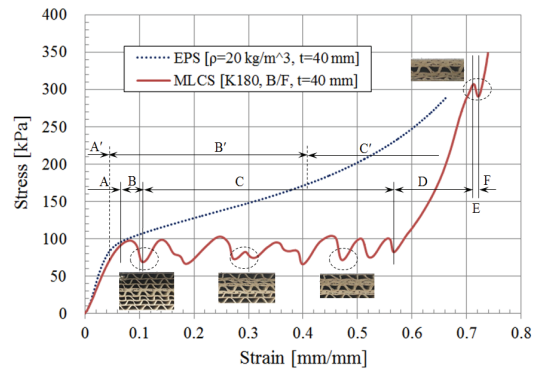 400
350
300
250
200
150
100
50
0
Stress [kPa]
EPS [ρ=20 kg/m^3, t=40 mm]
MLCS [K180, B/F, t=40 mm]
A′ B′ C′
A B C D E F
0 0.1 0.2 0.3 0.4 0.5 0.6 0.7 0.8
Strain [mm/mm]